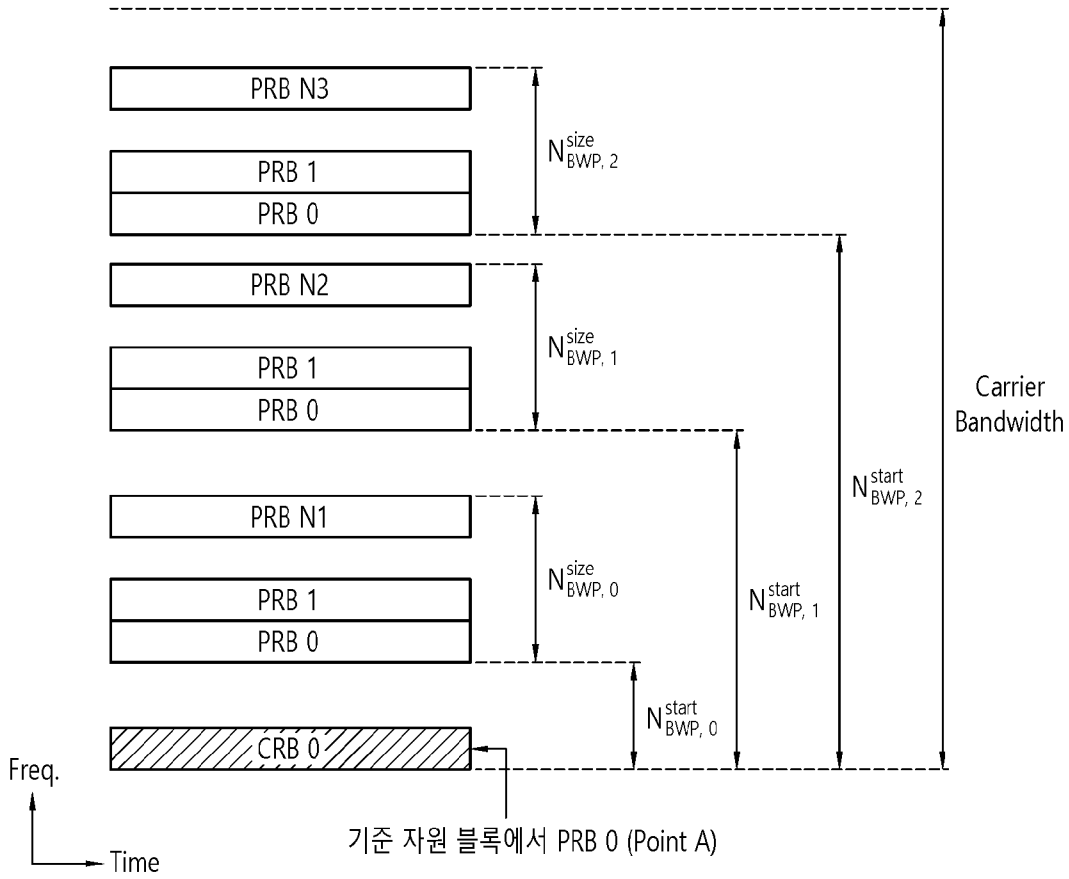 PRB N3
PRB 1
PRB 0
N^size_BWP, 2
PRB N2
PRB 1
PRB 0
N^size_BWP, 1
Carrier
Bandwidth
N^start_BWP, 2
PRB N1
PRB 1
PRB 0
N^size_BWP, 0
N^start_BWP, 1
N^start_BWP, 0
CRB 0
Freq.
기준 자원 블록에서 PRB 0 (Point A)
Time